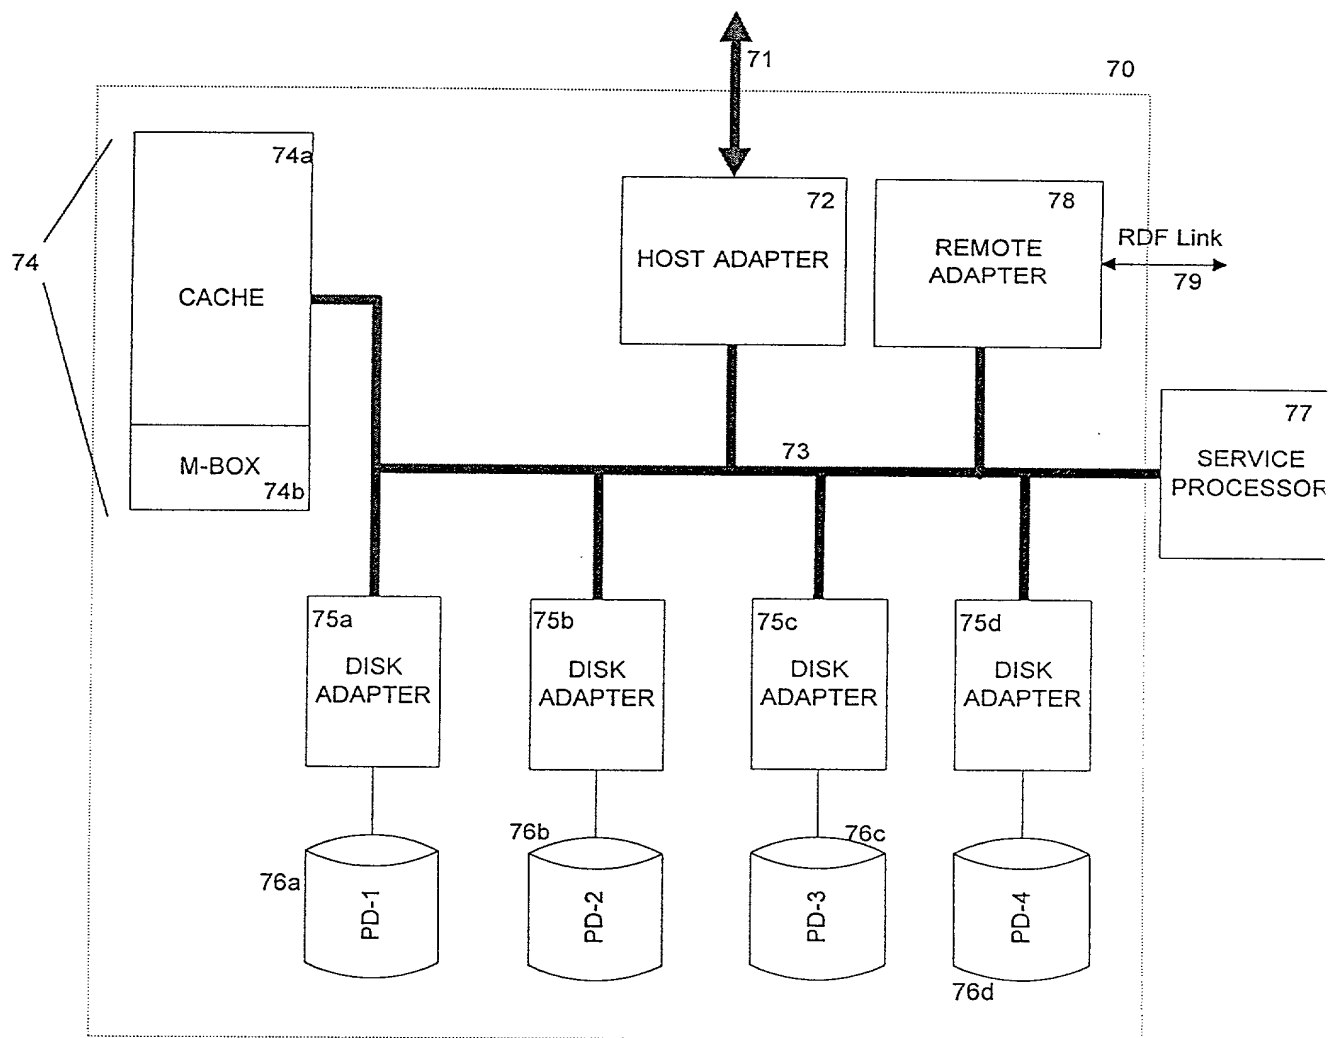 71
70
74a
72
78
HOST ADAPTER
REMOTE
ADAPTER
RDF Link
79
74
CACHE
77
M-BOX
74b
73
SERVICE
PROCESSOR
75a
DISK
ADAPTER
75b
DISK
ADAPTER
75c
DISK
ADAPTER
75d
DISK
ADAPTER
76a
PD-1
76b
PD-2
76c
PD-3
PD-4
76d